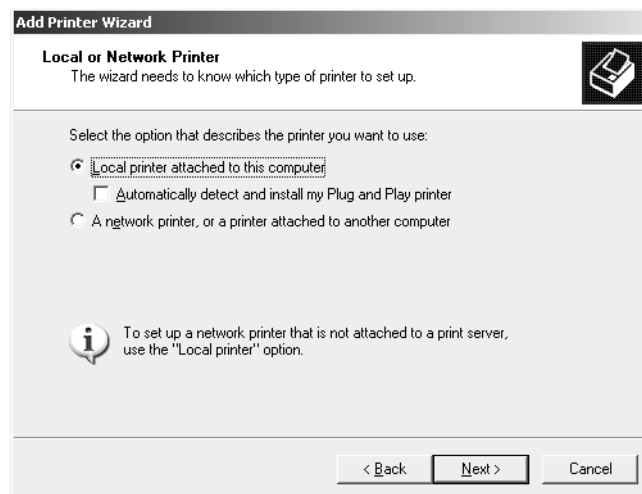 Add Printer Wizard
Local or Network Printer
The wizard needs to know which type of printer to set up.
Select the option that describes the printer you want to use:
Local printer attached to this computer
Automatically detect and install my Plug and Play printer
A network printer, or a printer attached to another computer
To set up a network printer that is not attached to a print server,
use the "Local printer" option.
< Back Next > Cancel